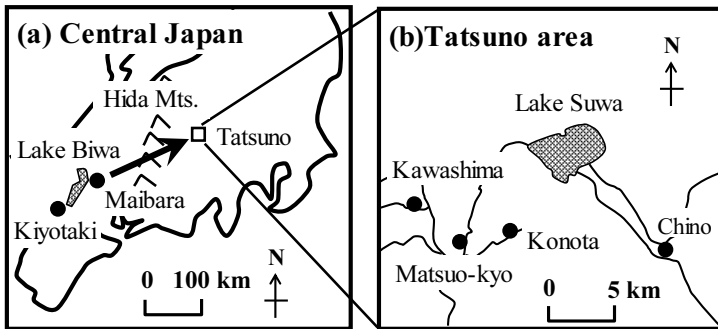 (a) Central Japan
Hida Mts.
Tatsuno
Lake Biwa
Maibara
Kiyotaki
0 100 km
N
(b)Tatsuno area
N
Lake Suwa
Kawashima
Chino
Konota
Matsuo-kyo
0 5 km